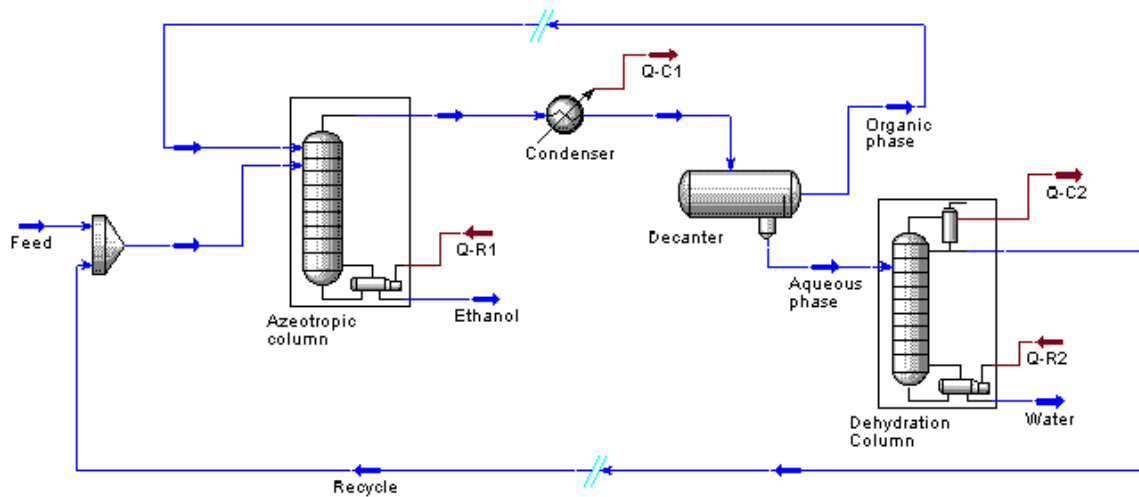 Q-C1
Organic
phase
Condenser
Q-C2
Feed
Decanter
Q-R1
Aqueous
phase
Ethanol
Azeotropic
column
Q-R2
Water
Dehydration
Column
Recycle